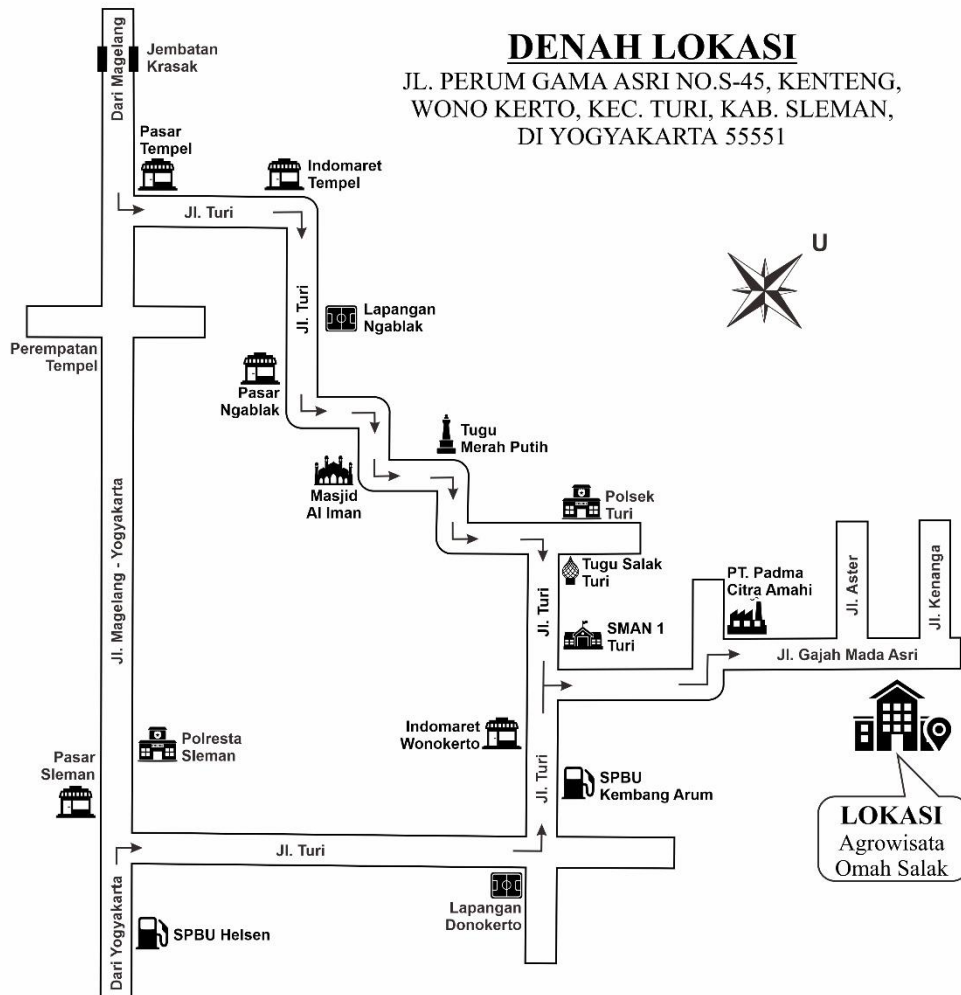 DENAH LOKASI
JL. PERUM GAMA ASRI NO.S-45, KENTENG,
WONO KERTO, KEC. TURI, KAB. SLEMAN,
DI YOGYAKARTA 55551
Jembatan
Krasak
Dari Magelang
Pasar
Tempel
Indomaret
Tempel
Jl. Turi
U
Jl. Turi
Lapangan
Ngablak
Perempatan
Tempel
Pasar
Ngablak
Tugu
Merah Putih
Masjid
Al Iman
Polsek
Turi
Tugu Salak
Turi
Jl. Turi
PT. Padma
Citra Amahi
Jl. Aster
Jl. Kenanga
SMAN 1
Turi
Jl. Gajah Mada Asri
Jl. Magelang - Yogyakarta
Indomaret
Wonokerto
Polresta
Sleman
Pasar
Sleman
Jl. Turi
SPBU
Kembang Arum
LOKASI
Agrowisata
Omah Salak
Jl. Turi
Lapangan
Donokerto
Dari Yogyakarta
SPBU Helsen